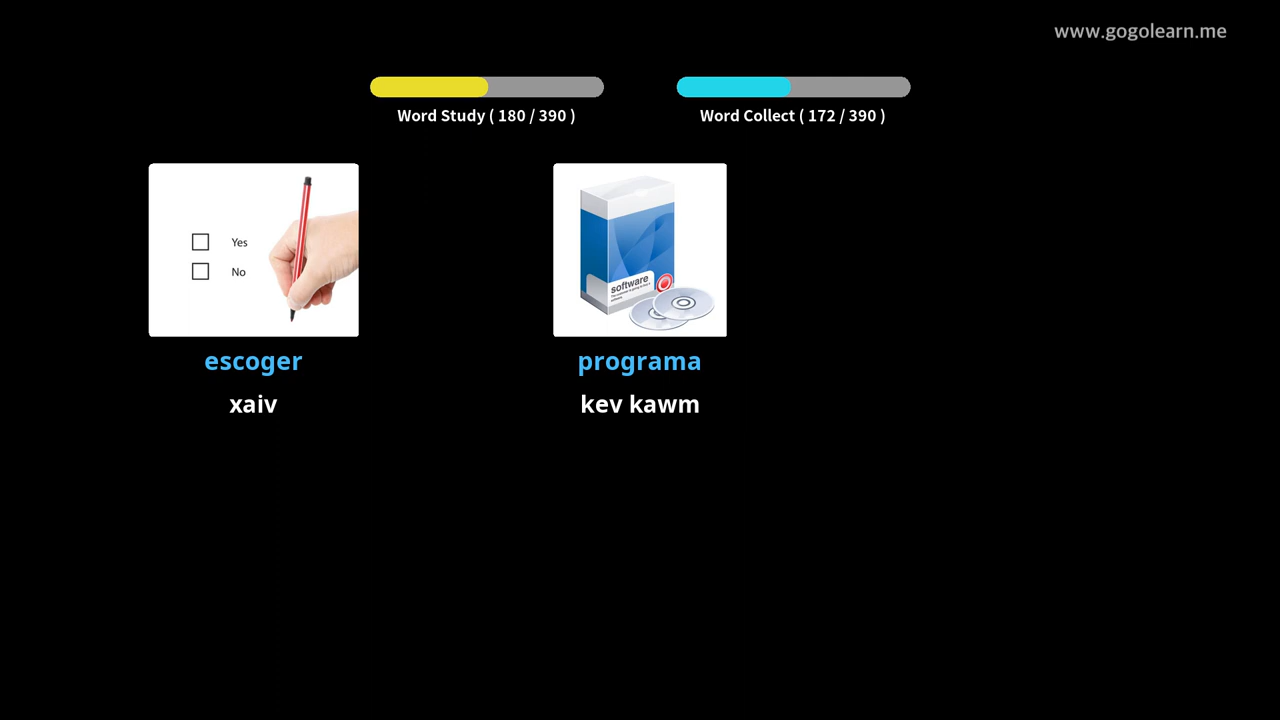 www.gogolearn.me
Word Study ( 180 / 390 )
Word Collect ( 172 / 390 )
Yes
No
software
escoger
programa
xaiv
kev kawm